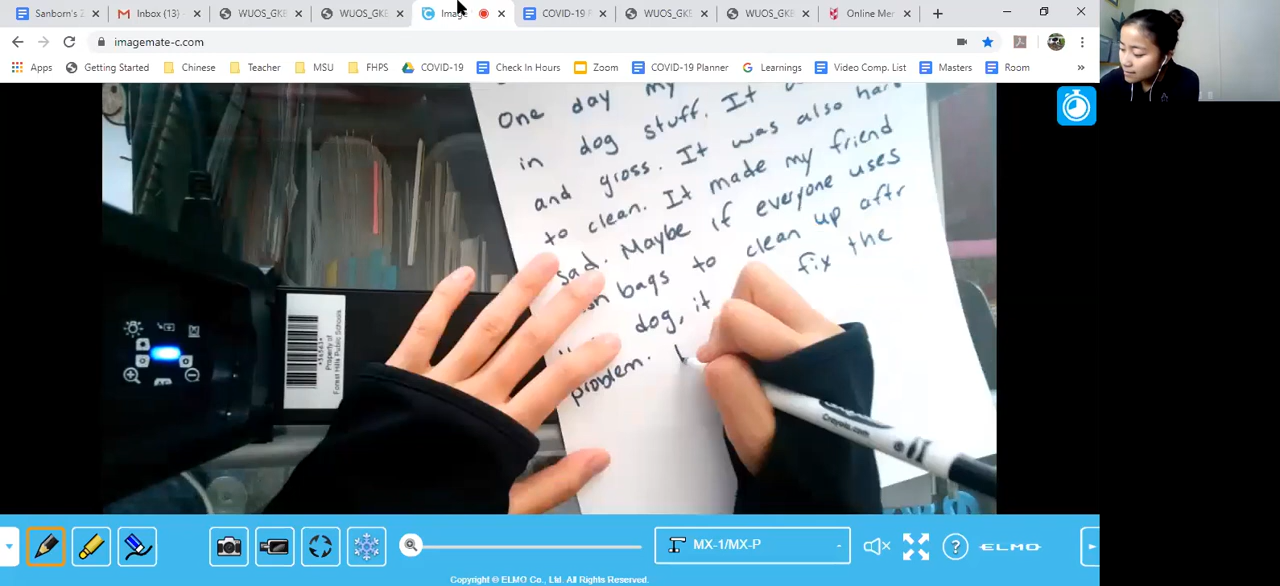 Sanborn's Z
Inbox (13)
WUOS_GKE
WUOS_GKE
Image
COVID-19 P
WUOS_GKE
WUOS_GKE
Online Mer
imagemate-c.com
Apps
Getting Started
Chinese
Teacher
MSU
FHPS
COVID-19
Check In Hours
Zoom
COVID-19 Planner
Learnings
Video Comp. List
Masters
Room
One day my
in dog stuff. It
and gross. It was also hard
to clean. It made my friend
sad. Maybe if everyone uses
bags to clean up aftr
dog, it fix the
problem.
Property of
Forest Hills Public Schools
Crayola.com
MX-1/MX-P
ELMO
Copyright © ELMO Co., Ltd. All Rights Reserved.